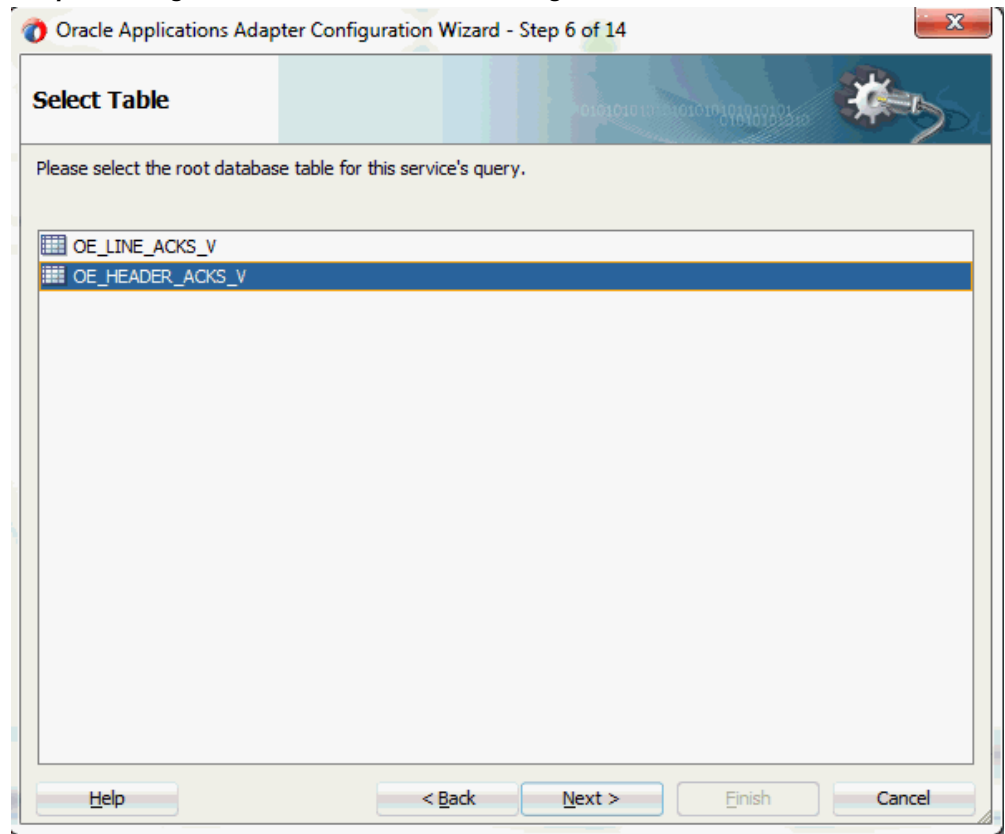 Oracle Applications Adapter Configuration Wizard - Step 6 of 14
Select Table
Please select the root database table for this service's query.
OE_LINE_ACKS_V
OE_HEADER_ACKS_V
Help < Back Next > Finish Cancel